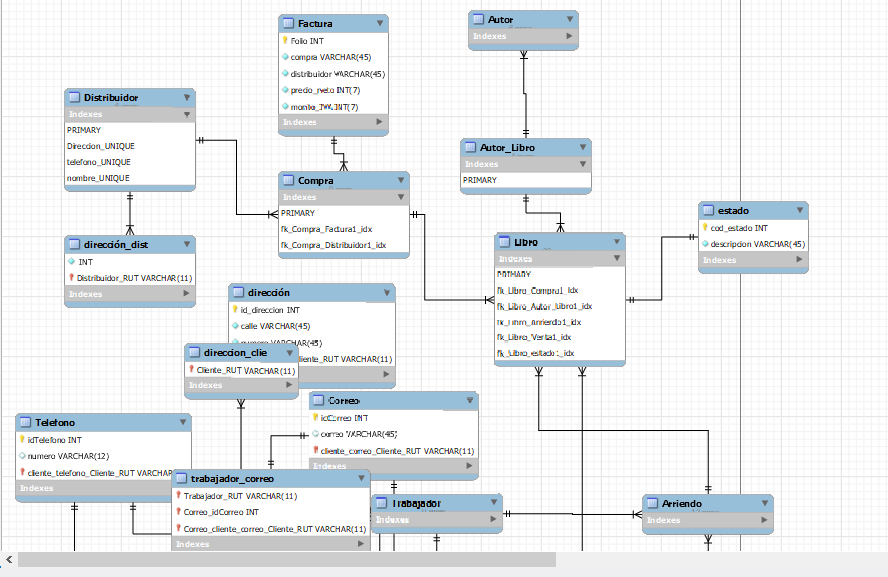 Factura
Folio INT
compra VARCHAR(45)
distribuidor VARCHAR(45)
precio_neto INT(7)
monto_IVA INT(7)
Indexes
Autor
Indexes
Distribuidor
Indexes
PRIMARY
Direccion_UNIQUE
telefono_UNIQUE
nombre_UNIQUE
Autor_Libro
Indexes
PRIMARY
Compra
Indexes
PRIMARY
fk_Compra_Factura1_idx
fk_Compra_Distribuidor1_idx
estado
cod_estado INT
descripcion VARCHAR(45)
Indexes
dirección_dist
INT
Distribuidor_RUT VARCHAR(11)
Indexes
Libro
Indexes
PRIMARY
fk_Libro_Compra1_idx
fk_Libro_Autor_Libro1_idx
fk_Libro_Arriendo1_idx
fk_Libro_Venta1_idx
fk_Libro_estado1_idx
dirección
id_direccion INT
calle VARCHAR(45)
numero VARCHAR(45)
cliente_RUT VARCHAR(11)
direccion_clie
Cliente_RUT VARCHAR(11)
Indexes
Correo
idCorreo INT
correo VARCHAR(45)
cliente_correo_Cliente_RUT VARCHAR(11)
Indexes
Telefono
idTelefono INT
numero VARCHAR(12)
cliente_telefono_Cliente_RUT VARCHAR
Indexes
trabajador_correo
Trabajador_RUT VARCHAR(11)
Correo_idCorreo INT
Correo_cliente_correo_Cliente_RUT VARCHAR(11)
Indexes
Trabajador
Indexes
Arriendo
Indexes